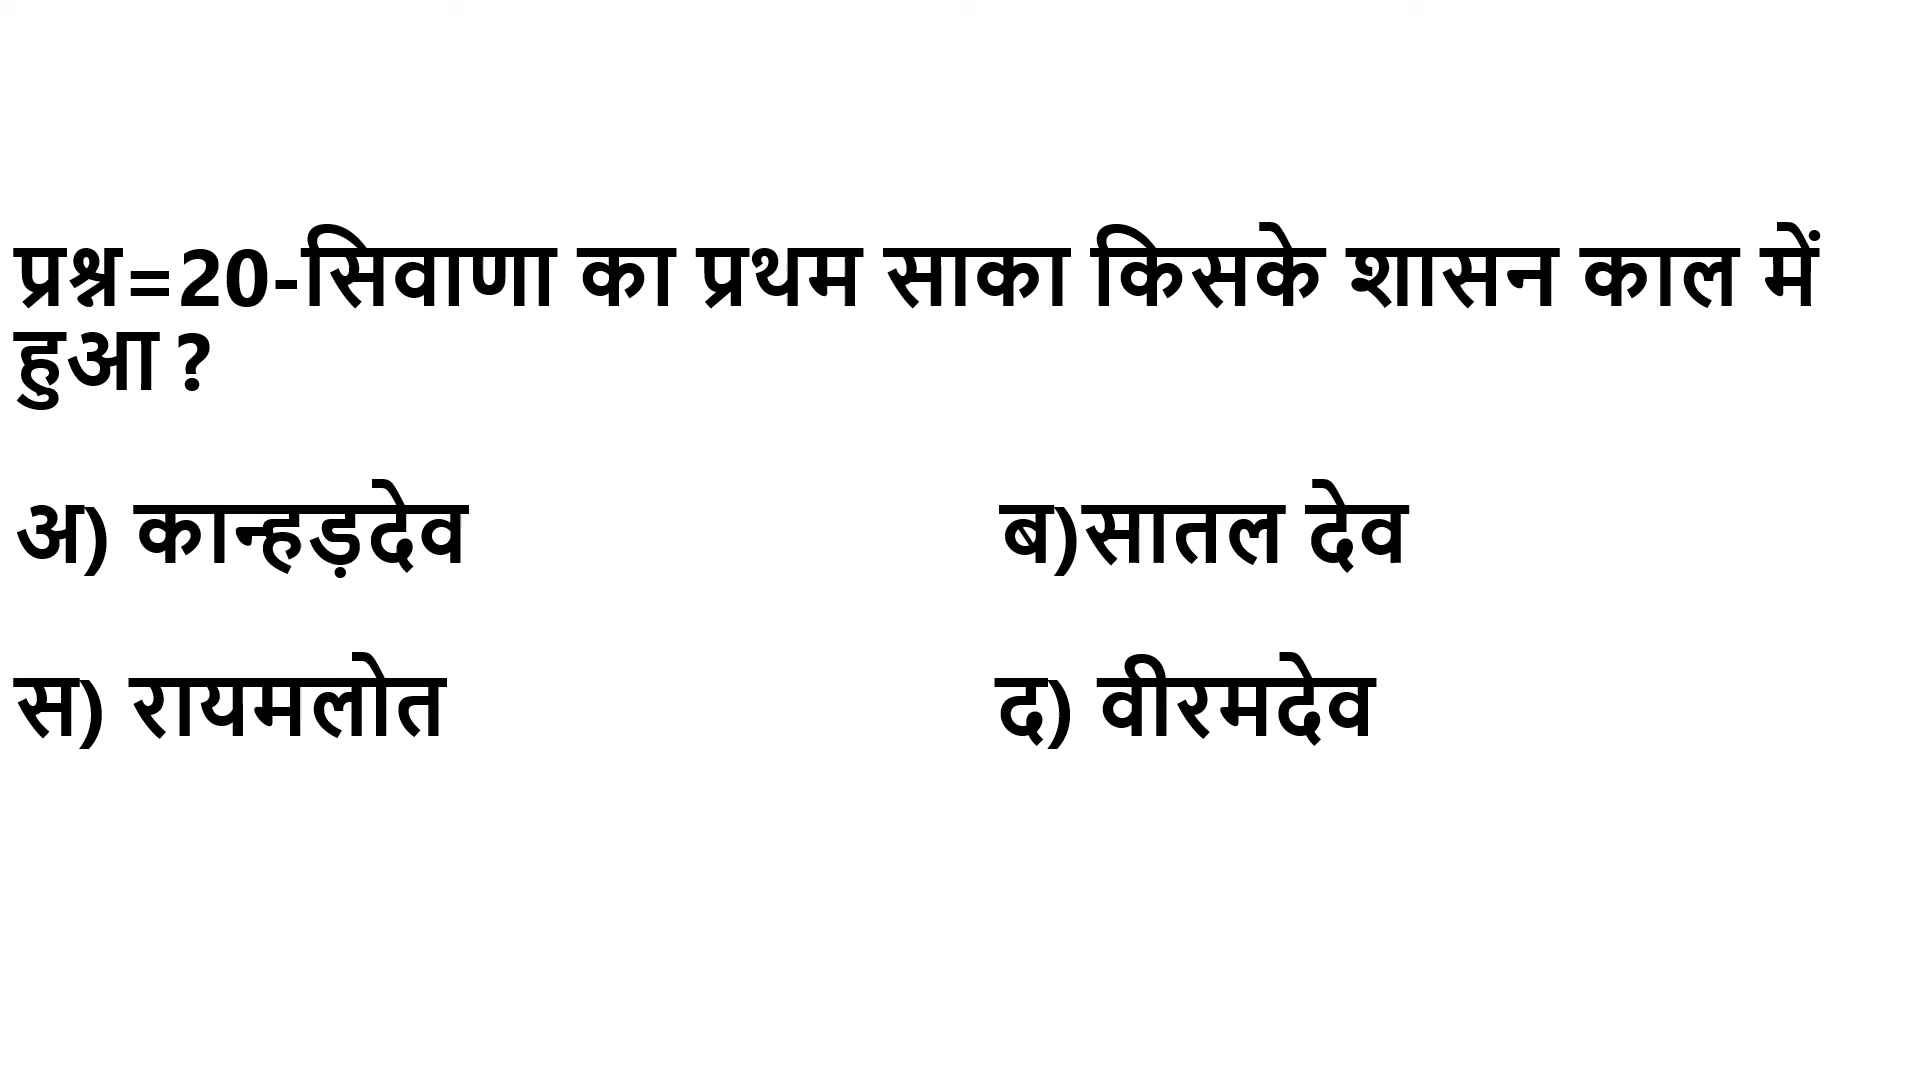 प्रश्न=20-सिवाणा का प्रथम साका किसके शासन काल में
हुआ ?
अ) कान्हड़देव ब)सातल देव
स) रायमलोत द) वीरमदेव